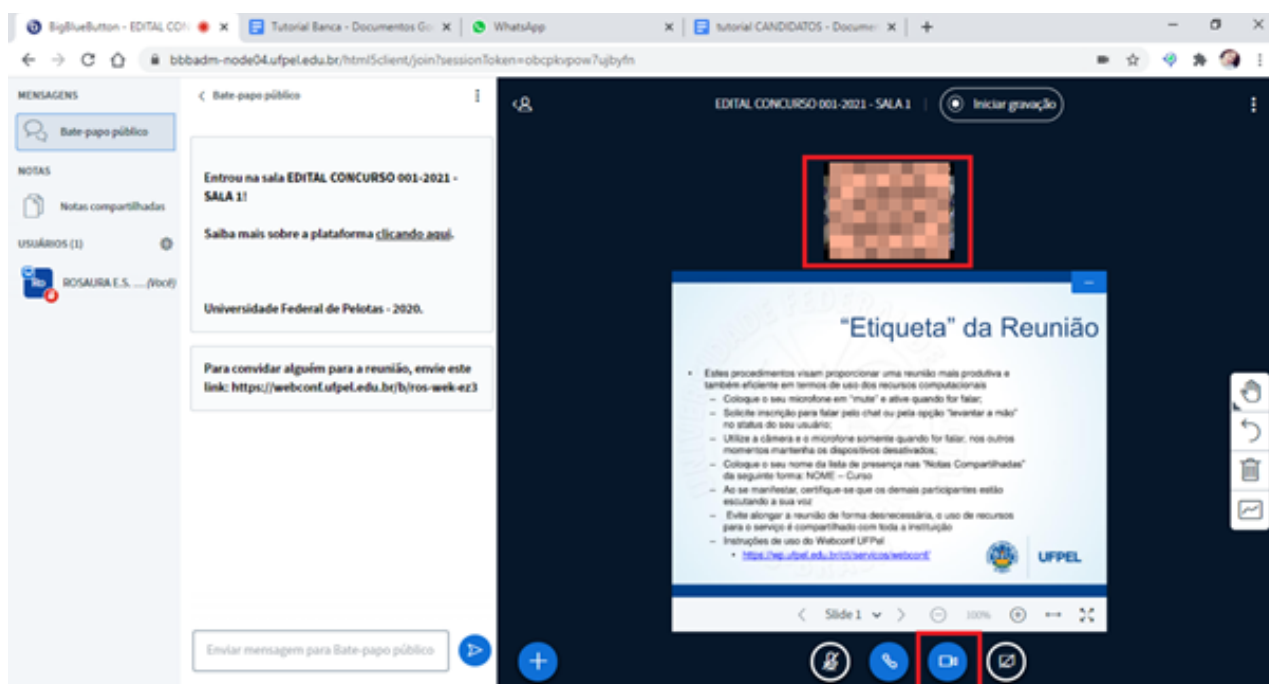 BigBlueButton - EDITAL CON
Tutorial Banca - Documentos Go
WhatsApp
tutorial CANDIDATOS - Documen
bbbadm-node04.ufpel.edu.br/html5client/join?sessionToken=obcpkvpow7ujbyfn
MENSAGENS
Bate-papo público
NOTAS
Notas compartilhadas
USUÁRIOS (1)
Ro
ROSAURA E.S. .... (Você)
Bate-papo público
Entrou na sala EDITAL CONCURSO 001-2021 -
SALA 1!
Saiba mais sobre a plataforma clicando aqui.
Universidade Federal de Pelotas - 2020.
Para convidar alguém para a reunião, envie este
link: https://webconf.ufpel.edu.br/b/ros-wek-ez3
Enviar mensagem para Bate-papo público
EDITAL CONCURSO 001-2021 - SALA 1
Iniciar gravação
“Etiqueta” da Reunião
• Estes procedimentos visam proporcionar uma reunião mais produtiva e
também eficiente em termos de uso dos recursos computacionais
– Coloque o seu microfone em “mute” e ative quando for falar;
– Solicite inscrição para falar pelo chat ou pela opção “levantar a mão”
no status do seu usuário;
– Utilize a câmera e o microfone somente quando for falar, nos outros
momentos mantenha os dispositivos desativados;
– Coloque o seu nome da lista de presença nas “Notas Compartilhadas”
da seguinte forma: NOME – Curso
– Ao se manifestar, certifique-se que os demais participantes estão
escutando a sua voz
– Evite alongar a reunião de forma desnecessária, o uso de recursos
para o serviço é compartilhado com toda a instituição
– Instruções de uso do Webconf UFPel
• https://wp.ufpel.edu.br/cti/servicos/webconf/
UFPEL
Slide 1
100%